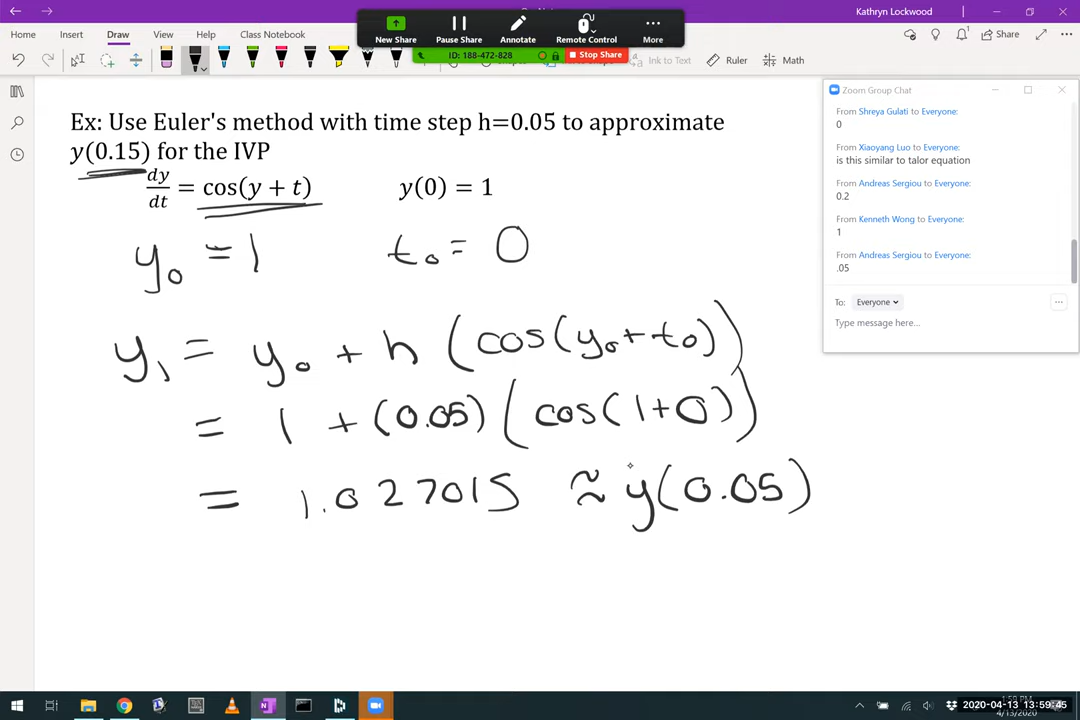 Kathryn Lockwood
Home Insert Draw View Help Class Notebook
Share
New Share Pause Share Annotate Remote Control More
ID: 188-472-828 Stop Share
Ink to Text Ruler Math
Ex: Use Euler's method with time step h=0.05 to approximate
y(0.15) for the IVP
dy/dt = cos(y + t) y(0) = 1
y₀ = 1 t₀ = 0
y₁ = y₀ + h (cos(y₀+t₀))
= 1 + (0.05) (cos(1+0))
= 1.027015 ≈ y(0.05)
Zoom Group Chat
From Shreya Gulati to Everyone:
0
From Xiaoyang Luo to Everyone:
is this similar to talor equation
From Andreas Sergiou to Everyone:
0.2
From Kenneth Wong to Everyone:
1
From Andreas Sergiou to Everyone:
.05
To: Everyone
Type message here...
2020-04-13 13:59:45